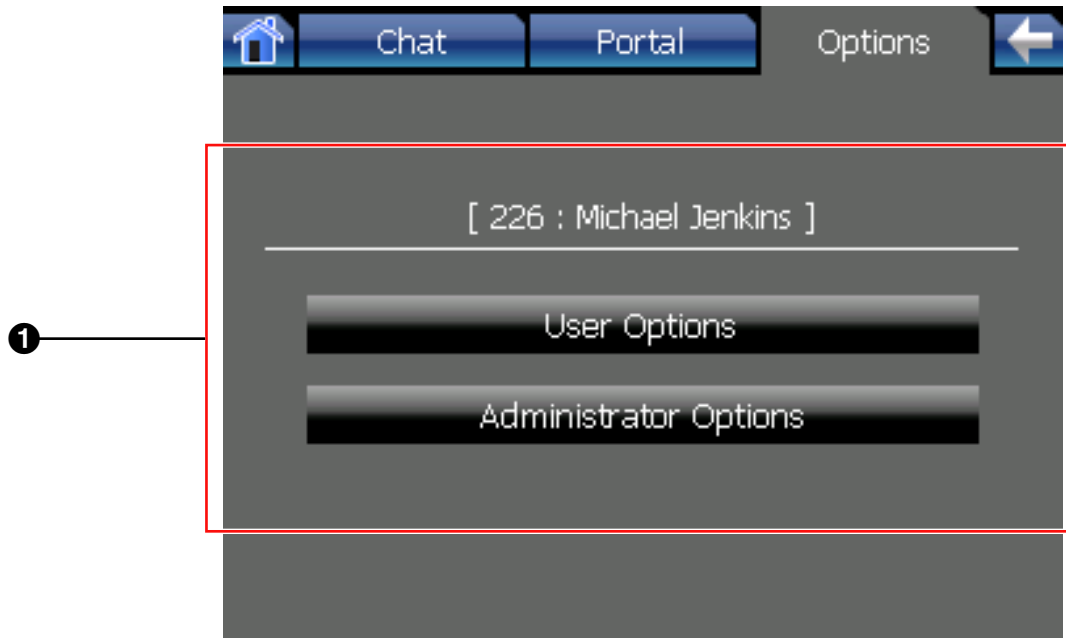 Chat Portal Options
[ 226 : Michael Jenkins ]
User Options
❶
Administrator Options